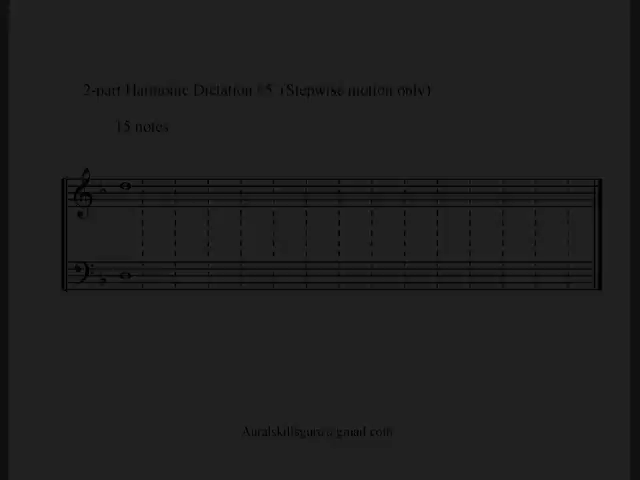 2-part Harmonic Dictation #5 (Stepwise motion only)
15 notes
Auralskillsguru@gmail.com